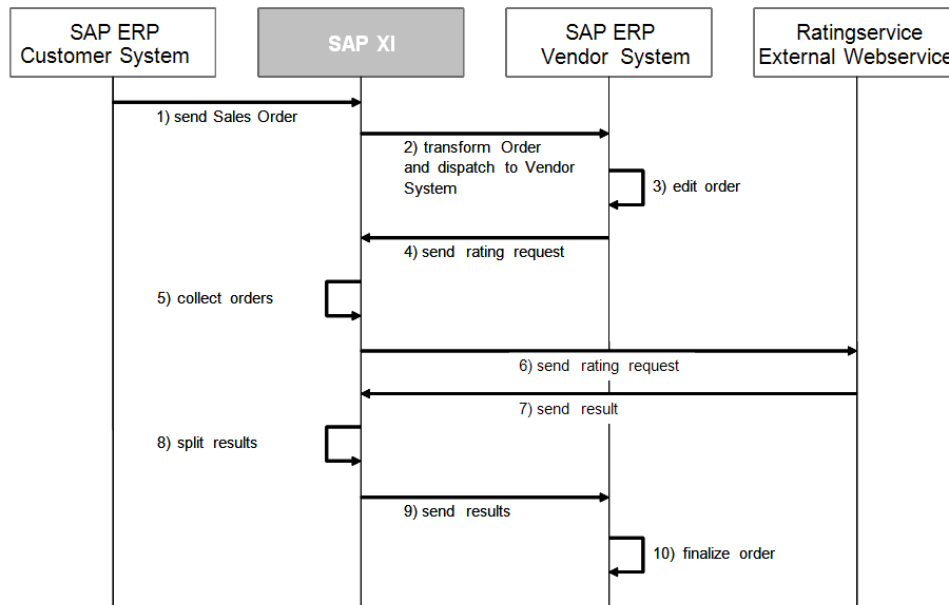 SAP ERP
Customer System
SAP XI
SAP ERP
Vendor System
Ratingservice
External Webservice
1) send Sales Order
2) transform Order
and dispatch to Vendor
System
3) edit order
4) send rating request
5) collect orders
6) send rating request
7) send result
8) split results
9) send results
10) finalize order